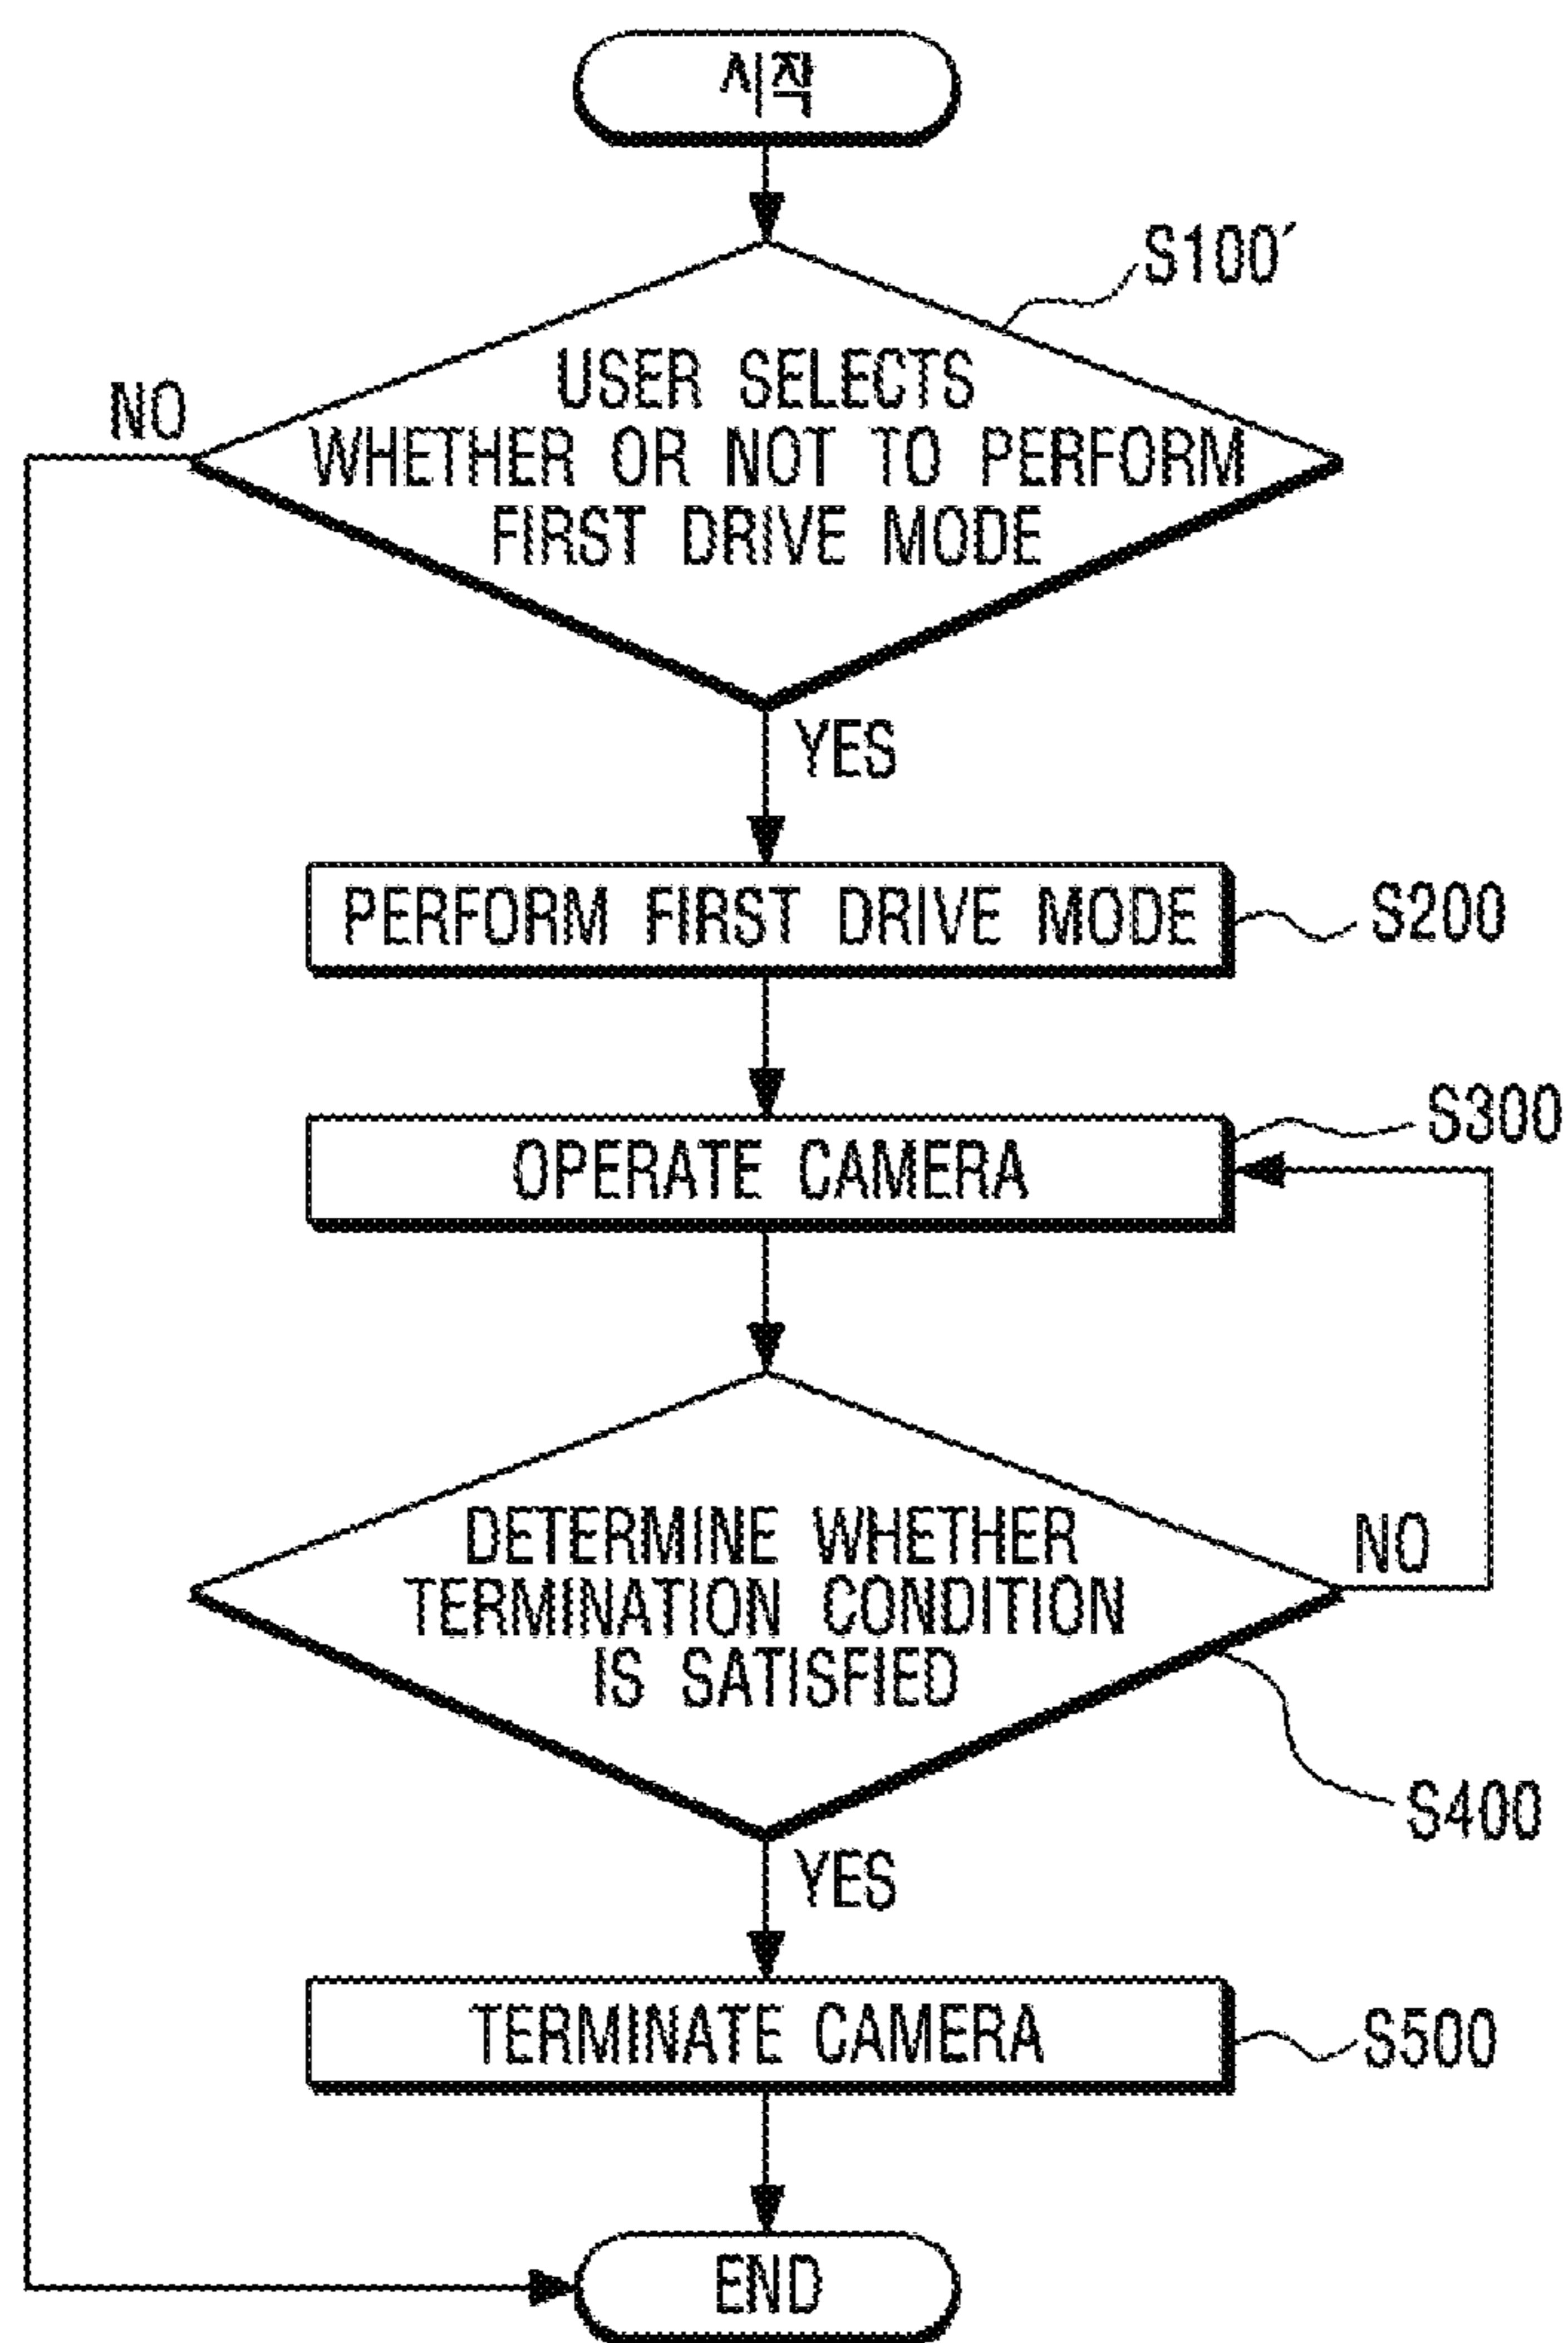 시작
S100′
USER SELECTS
NO
WHETHER OR NOT TO PERFORM
FIRST DRIVE MODE
YES
PERFORM FIRST DRIVE MODE
S200
S300
OPERATE CAMERA
DETERMINE WHETHER
NO
TERMINATION CONDITION
IS SATISFIED
S400
YES
TERMINATE CAMERA
S500
END